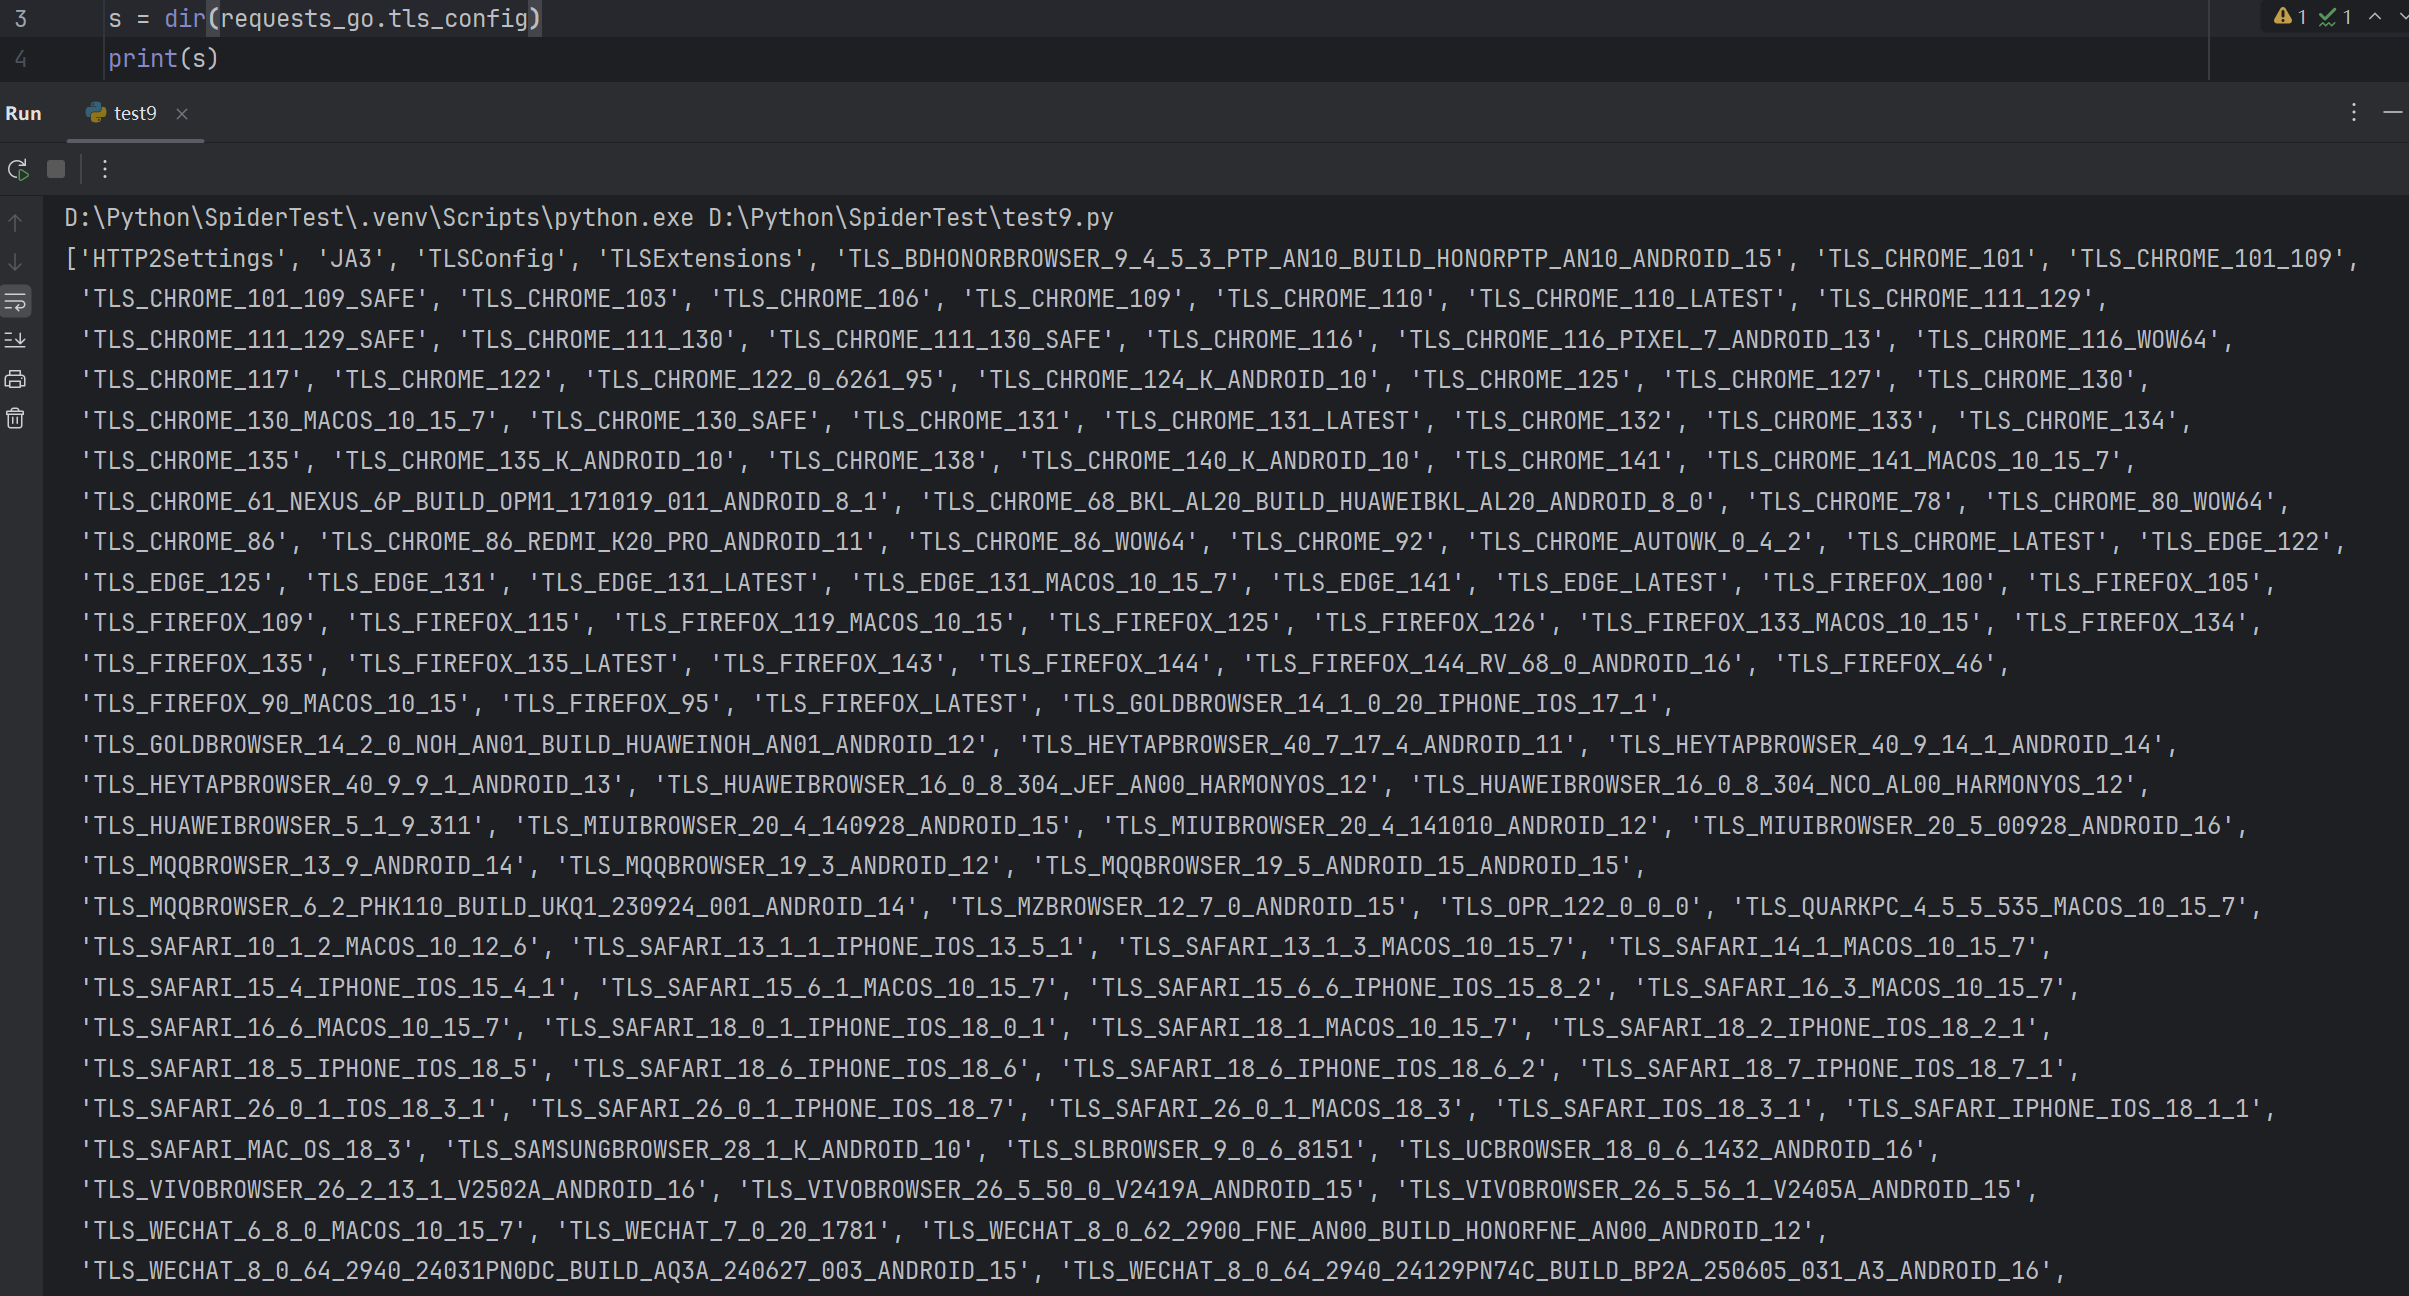 3 s = dir(requests_go.tls_config)
1 1
4 print(s)
Run test9
D:\Python\SpiderTest\.venv\Scripts\python.exe D:\Python\SpiderTest\test9.py
['HTTP2Settings', 'JA3', 'TLSConfig', 'TLSExtensions', 'TLS_BDHONORBROWSER_9_4_5_3_PTP_AN10_BUILD_HONORPTP_AN10_ANDROID_15', 'TLS_CHROME_101', 'TLS_CHROME_101_109',
'TLS_CHROME_101_109_SAFE', 'TLS_CHROME_103', 'TLS_CHROME_106', 'TLS_CHROME_109', 'TLS_CHROME_110', 'TLS_CHROME_110_LATEST', 'TLS_CHROME_111_129',
'TLS_CHROME_111_129_SAFE', 'TLS_CHROME_111_130', 'TLS_CHROME_111_130_SAFE', 'TLS_CHROME_116', 'TLS_CHROME_116_PIXEL_7_ANDROID_13', 'TLS_CHROME_116_WOW64',
'TLS_CHROME_117', 'TLS_CHROME_122', 'TLS_CHROME_122_0_6261_95', 'TLS_CHROME_124_K_ANDROID_10', 'TLS_CHROME_125', 'TLS_CHROME_127', 'TLS_CHROME_130',
'TLS_CHROME_130_MACOS_10_15_7', 'TLS_CHROME_130_SAFE', 'TLS_CHROME_131', 'TLS_CHROME_131_LATEST', 'TLS_CHROME_132', 'TLS_CHROME_133', 'TLS_CHROME_134',
'TLS_CHROME_135', 'TLS_CHROME_135_K_ANDROID_10', 'TLS_CHROME_138', 'TLS_CHROME_140_K_ANDROID_10', 'TLS_CHROME_141', 'TLS_CHROME_141_MACOS_10_15_7',
'TLS_CHROME_61_NEXUS_6P_BUILD_OPM1_171019_011_ANDROID_8_1', 'TLS_CHROME_68_BKL_AL20_BUILD_HUAWEIBKL_AL20_ANDROID_8_0', 'TLS_CHROME_78', 'TLS_CHROME_80_WOW64',
'TLS_CHROME_86', 'TLS_CHROME_86_REDMI_K20_PRO_ANDROID_11', 'TLS_CHROME_86_WOW64', 'TLS_CHROME_92', 'TLS_CHROME_AUTOWK_0_4_2', 'TLS_CHROME_LATEST', 'TLS_EDGE_122',
'TLS_EDGE_125', 'TLS_EDGE_131', 'TLS_EDGE_131_LATEST', 'TLS_EDGE_131_MACOS_10_15_7', 'TLS_EDGE_141', 'TLS_EDGE_LATEST', 'TLS_FIREFOX_100', 'TLS_FIREFOX_105',
'TLS_FIREFOX_109', 'TLS_FIREFOX_115', 'TLS_FIREFOX_119_MACOS_10_15', 'TLS_FIREFOX_125', 'TLS_FIREFOX_126', 'TLS_FIREFOX_133_MACOS_10_15', 'TLS_FIREFOX_134',
'TLS_FIREFOX_135', 'TLS_FIREFOX_135_LATEST', 'TLS_FIREFOX_143', 'TLS_FIREFOX_144', 'TLS_FIREFOX_144_RV_68_0_ANDROID_16', 'TLS_FIREFOX_46',
'TLS_FIREFOX_90_MACOS_10_15', 'TLS_FIREFOX_95', 'TLS_FIREFOX_LATEST', 'TLS_GOLDBROWSER_14_1_0_20_IPHONE_IOS_17_1',
'TLS_GOLDBROWSER_14_2_0_NOH_AN01_BUILD_HUAWEINOH_AN01_ANDROID_12', 'TLS_HEYTAPBROWSER_40_7_17_4_ANDROID_11', 'TLS_HEYTAPBROWSER_40_9_14_1_ANDROID_14',
'TLS_HEYTAPBROWSER_40_9_9_1_ANDROID_13', 'TLS_HUAWEIBROWSER_16_0_8_304_JEF_AN00_HARMONYOS_12', 'TLS_HUAWEIBROWSER_16_0_8_304_NCO_AL00_HARMONYOS_12',
'TLS_HUAWEIBROWSER_5_1_9_311', 'TLS_MIUIBROWSER_20_4_140928_ANDROID_15', 'TLS_MIUIBROWSER_20_4_141010_ANDROID_12', 'TLS_MIUIBROWSER_20_5_00928_ANDROID_16',
'TLS_MQQBROWSER_13_9_ANDROID_14', 'TLS_MQQBROWSER_19_3_ANDROID_12', 'TLS_MQQBROWSER_19_5_ANDROID_15_ANDROID_15',
'TLS_MQQBROWSER_6_2_PHK110_BUILD_UKQ1_230924_001_ANDROID_14', 'TLS_MZBROWSER_12_7_0_ANDROID_15', 'TLS_OPR_122_0_0_0', 'TLS_QUARKPC_4_5_5_535_MACOS_10_15_7',
'TLS_SAFARI_10_1_2_MACOS_10_12_6', 'TLS_SAFARI_13_1_1_IPHONE_IOS_13_5_1', 'TLS_SAFARI_13_1_3_MACOS_10_15_7', 'TLS_SAFARI_14_1_MACOS_10_15_7',
'TLS_SAFARI_15_4_IPHONE_IOS_15_4_1', 'TLS_SAFARI_15_6_1_MACOS_10_15_7', 'TLS_SAFARI_15_6_6_IPHONE_IOS_15_8_2', 'TLS_SAFARI_16_3_MACOS_10_15_7',
'TLS_SAFARI_16_6_MACOS_10_15_7', 'TLS_SAFARI_18_0_1_IPHONE_IOS_18_0_1', 'TLS_SAFARI_18_1_MACOS_10_15_7', 'TLS_SAFARI_18_2_IPHONE_IOS_18_2_1',
'TLS_SAFARI_18_5_IPHONE_IOS_18_5', 'TLS_SAFARI_18_6_IPHONE_IOS_18_6', 'TLS_SAFARI_18_6_IPHONE_IOS_18_6_2', 'TLS_SAFARI_18_7_IPHONE_IOS_18_7_1',
'TLS_SAFARI_26_0_1_IOS_18_3_1', 'TLS_SAFARI_26_0_1_IPHONE_IOS_18_7', 'TLS_SAFARI_26_0_1_MACOS_18_3', 'TLS_SAFARI_IOS_18_3_1', 'TLS_SAFARI_IPHONE_IOS_18_1_1',
'TLS_SAFARI_MAC_OS_18_3', 'TLS_SAMSUNGBROWSER_28_1_K_ANDROID_10', 'TLS_SLBROWSER_9_0_6_8151', 'TLS_UCBROWSER_18_0_6_1432_ANDROID_16',
'TLS_VIVOBROWSER_26_2_13_1_V2502A_ANDROID_16', 'TLS_VIVOBROWSER_26_5_50_0_V2419A_ANDROID_15', 'TLS_VIVOBROWSER_26_5_56_1_V2405A_ANDROID_15',
'TLS_WECHAT_6_8_0_MACOS_10_15_7', 'TLS_WECHAT_7_0_20_1781', 'TLS_WECHAT_8_0_62_2900_FNE_AN00_BUILD_HONORFNE_AN00_ANDROID_12',
'TLS_WECHAT_8_0_64_2940_24031PN0DC_BUILD_AQ3A_240627_003_ANDROID_15', 'TLS_WECHAT_8_0_64_2940_24129PN74C_BUILD_BP2A_250605_031_A3_ANDROID_16',